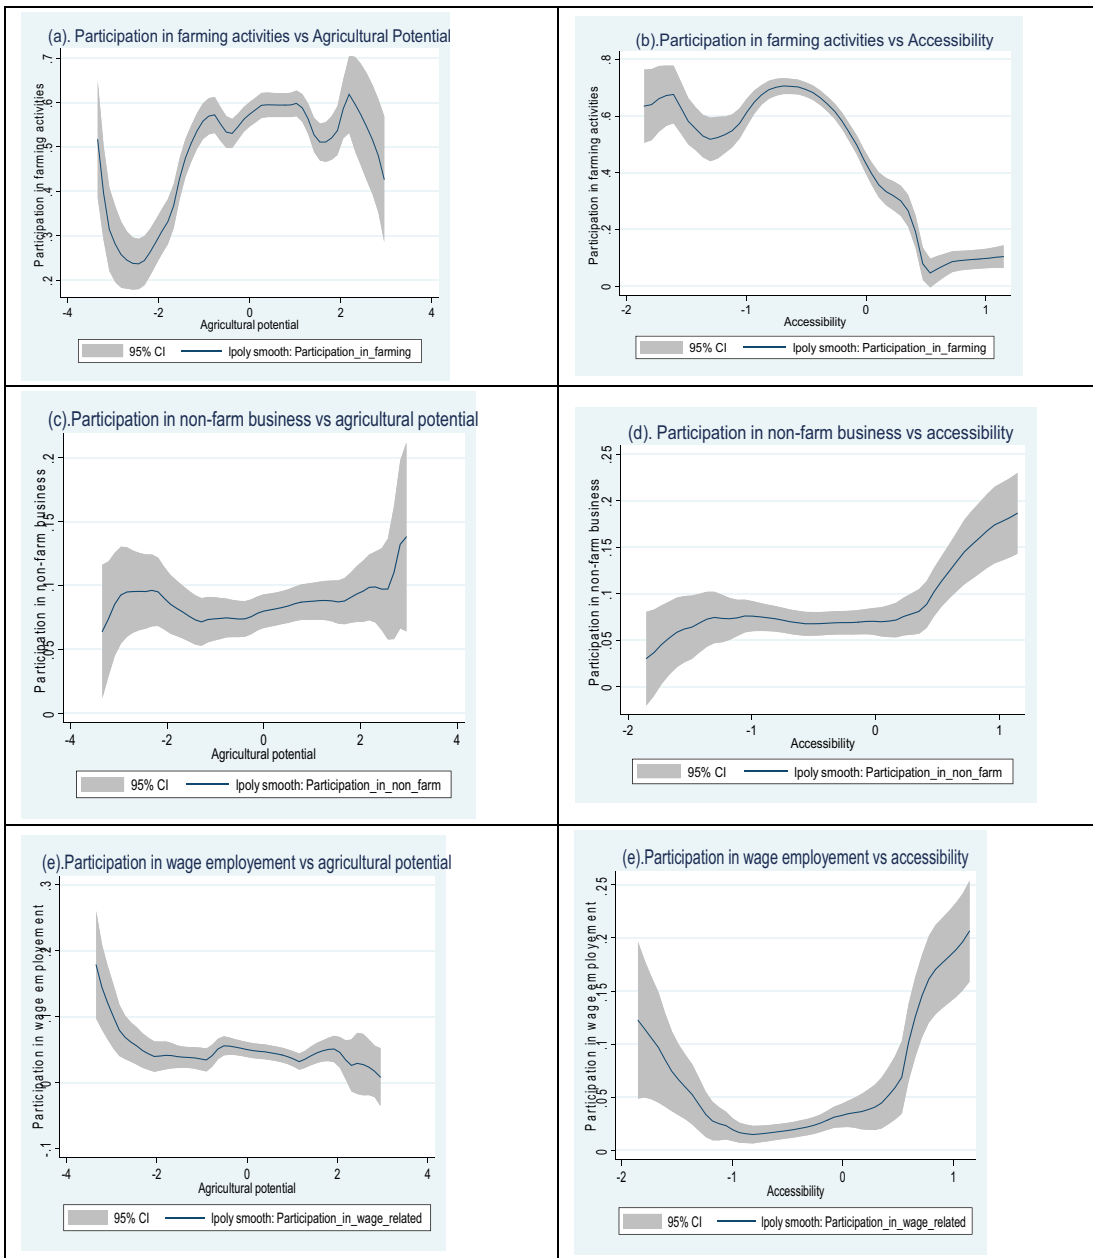 (a). Participation in farming activities vs Agricultural Potential
Participation in farming activities
.7
.6
.5
.4
.3
.2
-4
-2
0
2
4
Agricultural potential
95% CI
lpoly smooth: Participation_in_farming
(b).Participation in farming activities vs Accessibility
Participation in farming activities
.8
.6
.4
.2
0
-2
-1
0
1
Accessibility
95% CI
lpoly smooth: Participation_in_farming
(c).Participation in non-farm business vs agricultural potential
Participation in non-farm business
.2
.15
.1
.05
0
-4
-2
0
2
4
Agricultural potential
95% CI
lpoly smooth: Participation_in_non_farm
(d). Participation in non-farm business vs accessibility
Participation in non-farm business
.25
.2
.15
.1
.05
0
-2
-1
0
1
Accessibility
95% CI
lpoly smooth: Participation_in_non_farm
(e).Participation in wage employement vs agricultural potential
Participation in wage employement
.3
.2
.1
0
-.1
-4
-2
0
2
4
Agricultural potential
95% CI
lpoly smooth: Participation_in_wage_related
(e).Participation in wage employement vs accessibility
Participation in wage employement
.25
.2
.15
.1
.05
0
-2
-1
0
1
Accessibility
95% CI
lpoly smooth: Participation_in_wage_related